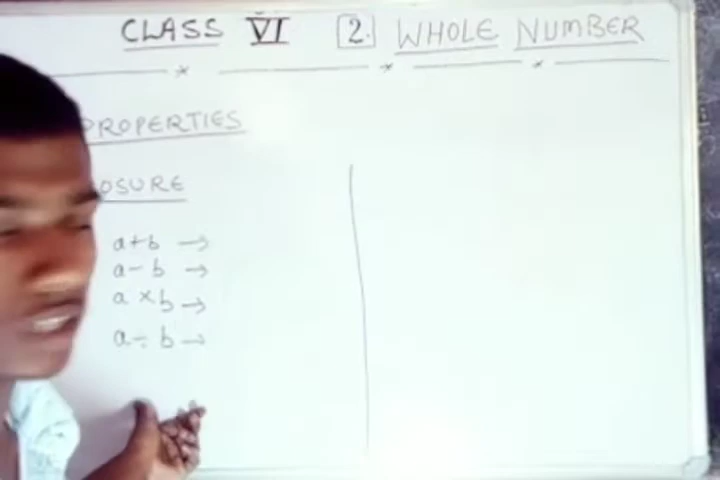 CLASS VI 2. WHOLE NUMBER
PROPERTIES
OSURE
a+b →
a- b →
a × b →
a ÷ b →